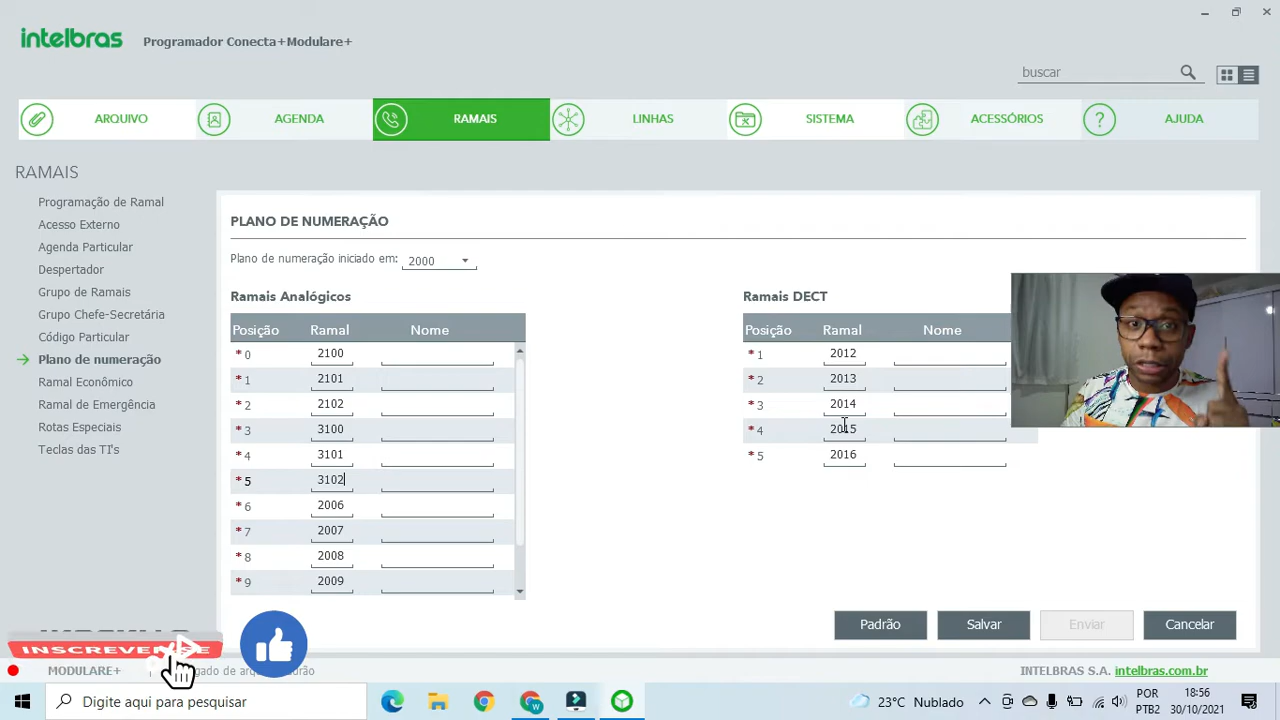 intelbras Programador Conecta+Modulare+
buscar
ARQUIVO AGENDA RAMAIS LINHAS SISTEMA ACESSÓRIOS ? AJUDA
RAMAIS
Programação de Ramal
Acesso Externo
Agenda Particular
Despertador
Grupo de Ramais
Grupo Chefe-Secretária
Código Particular
Plano de numeração
Ramal Econômico
Ramal de Emergência
Rotas Especiais
Teclas das TI's
PLANO DE NUMERAÇÃO
Plano de numeração iniciado em: 2000
Ramais Analógicos
Posição Ramal Nome
* 0 2100
* 1 2101
* 2 2102
* 3 3100
* 4 3101
* 5 3102
* 6 2006
* 7 2007
* 8 2008
* 9 2009
Ramais DECT
Posição Ramal Nome
* 1 2012
* 2 2013
* 3 2014
* 4 2015
* 5 2016
Padrão Salvar Enviar Cancelar
MODULARE+
INTELBRAS S.A. intelbras.com.br
Digite aqui para pesquisar
23°C Nublado
POR
PTB2
18:56
30/10/2021